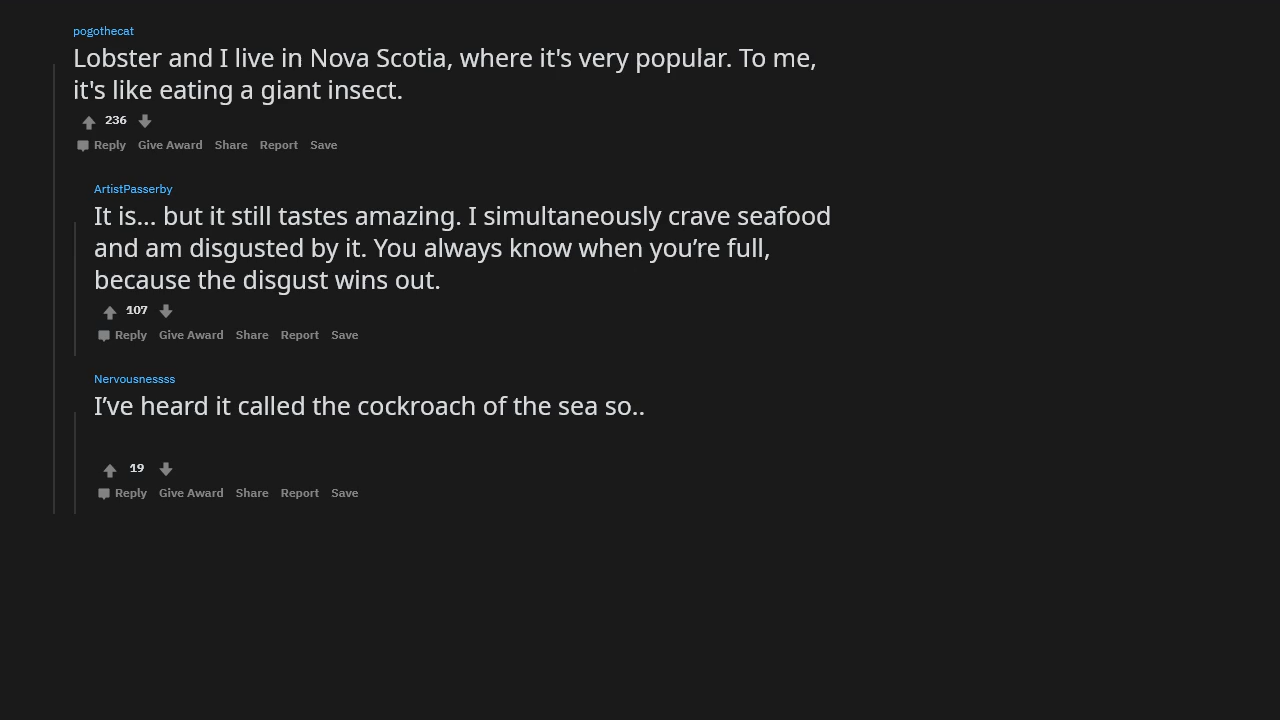 pogothecat
Lobster and I live in Nova Scotia, where it's very popular. To me,
it's like eating a giant insect.
236
Reply Give Award Share Report Save
ArtistPasserby
It is... but it still tastes amazing. I simultaneously crave seafood
and am disgusted by it. You always know when you’re full,
because the disgust wins out.
107
Reply Give Award Share Report Save
Nervousnessss
I’ve heard it called the cockroach of the sea so..
19
Reply Give Award Share Report Save